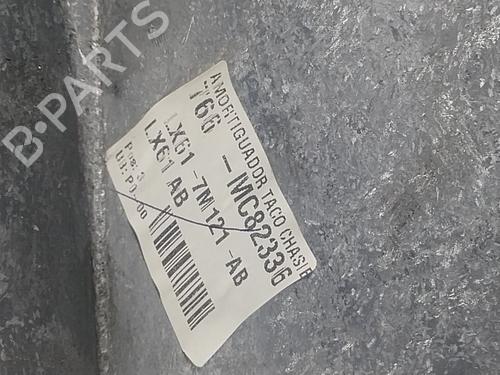 B-PARTS
AMORTIGUADOR TACO CHASIS
766 - MC82336
LX61 -7M121 -AB
LX61 AB